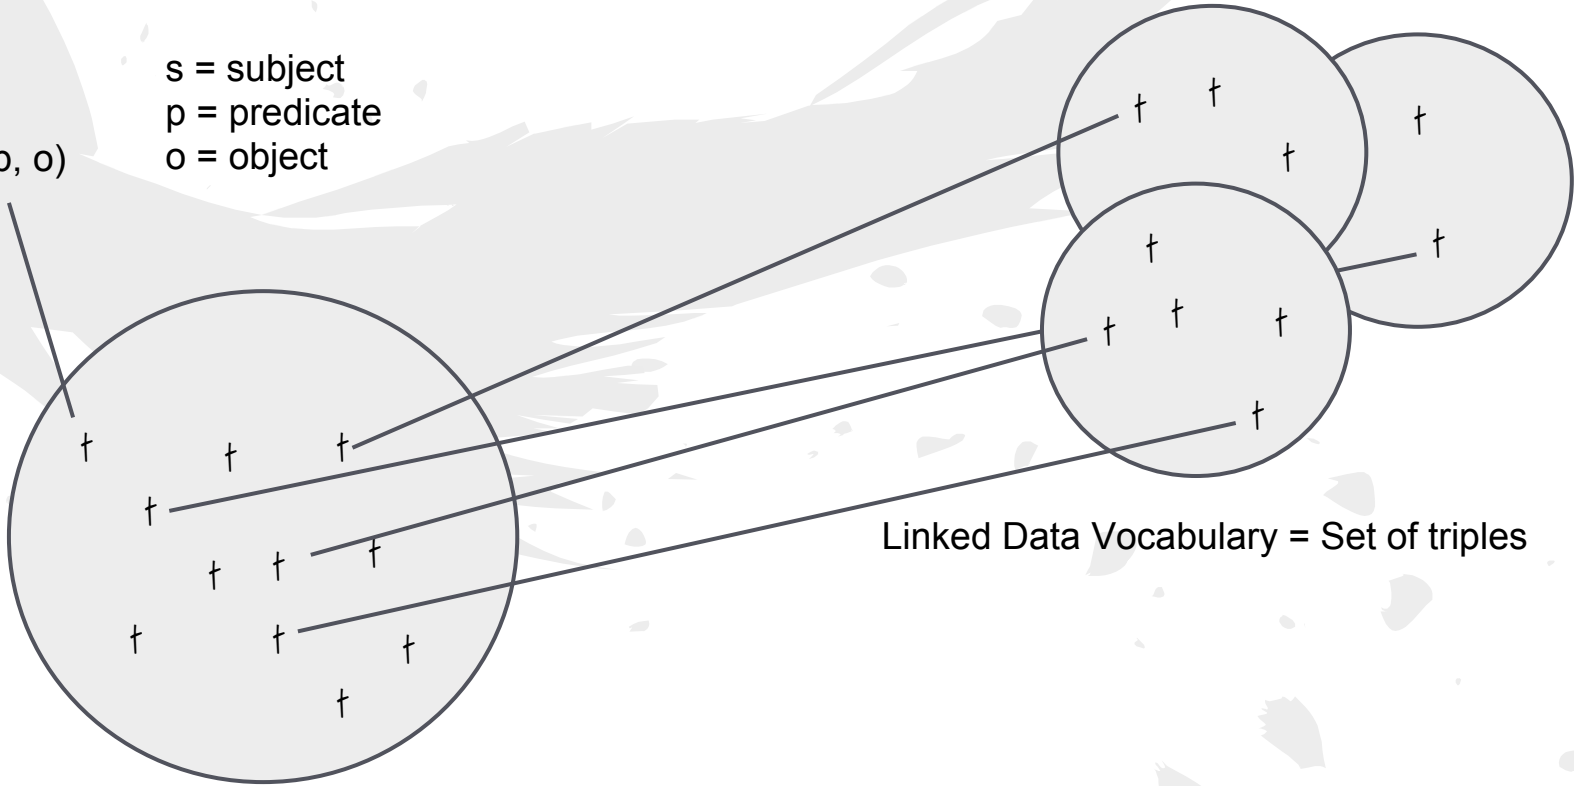 s = subject
p = predicate
o = object
, o)
† † †
† †
†
† † † †
† † †
† †
† † †
†
†
Linked Data Vocabulary = Set of triples
† †
†
†